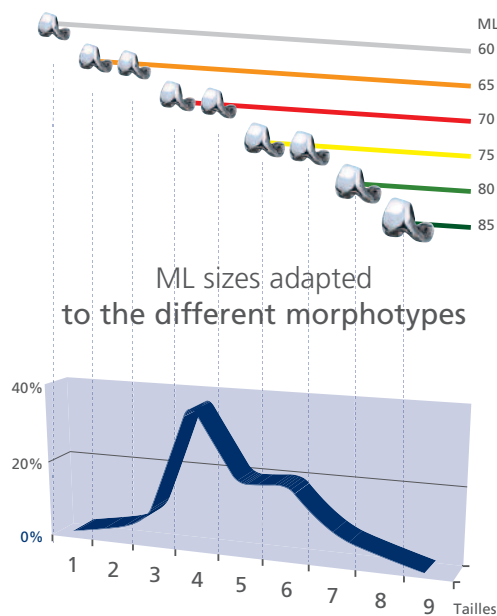 ML
60
65
70
75
80
85
ML sizes adapted
to the different morphotypes
40%
20%
0%
1 2 3 4 5 6 7 8 9 Tailles